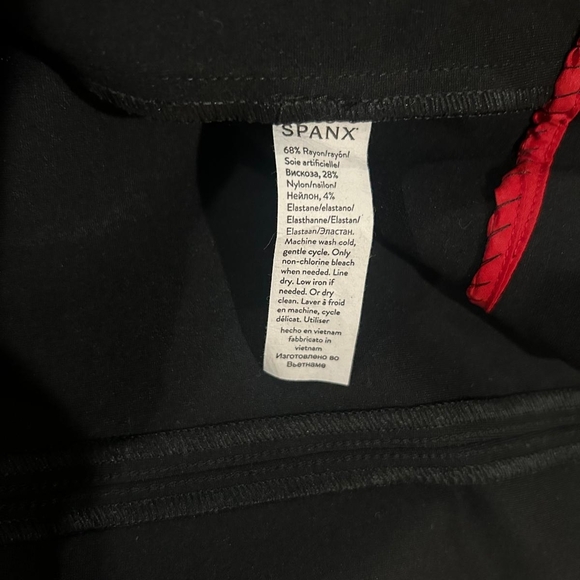 SPANX®
68% Rayon/rayón/
Soie artificielle/
Вискоза, 28%
Nylon/nailon/
Нейлон, 4%
Elastane/elastano/
Elasthanne/Elastan/
Elastaan/Эластан.
Machine wash cold,
gentle cycle. Only
non-chlorine bleach
when needed. Line
dry. Low iron if
needed. Or dry
clean. Laver à froid
en machine, cycle
délicat. Utiliser
hecho en vietnam
fabbricato in
vietnam
Изготовлено во
Вьетнаме